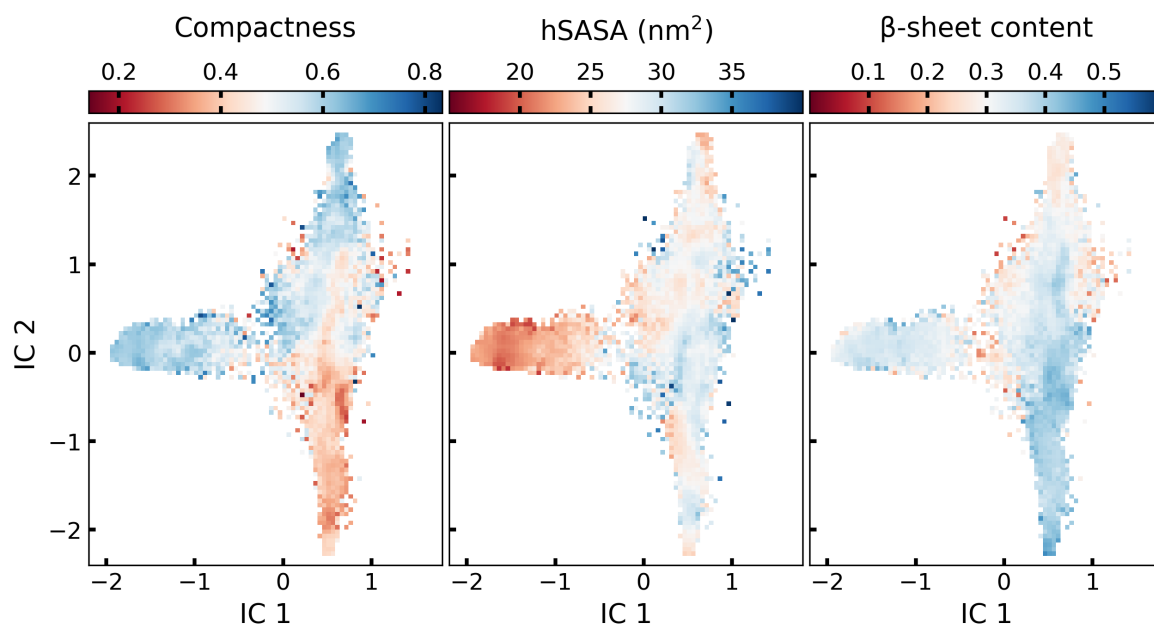 Compactness hSASA (nm²) β-sheet content
0.2 0.4 0.6 0.8 20 25 30 35 0.1 0.2 0.3 0.4 0.5
2
1
0
−1
−2
IC 2
−2 −1 0 1 −2 −1 0 1 −2 −1 0 1
IC 1 IC 1 IC 1